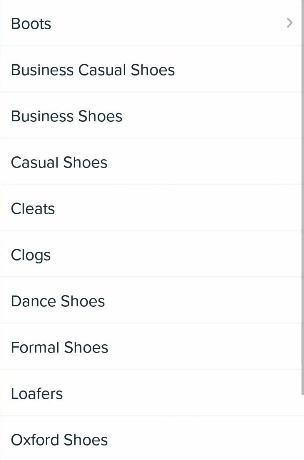 Boots
Business Casual Shoes
Business Shoes
Casual Shoes
Cleats
Clogs
Dance Shoes
Formal Shoes
Loafers
Oxford Shoes